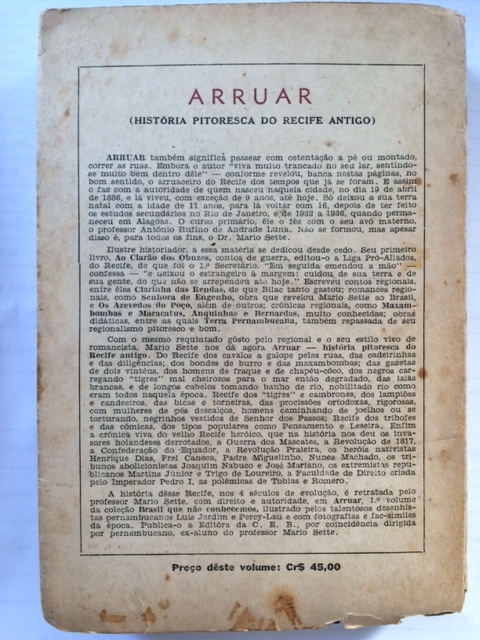 ARRUAR
(HISTÓRIA PITORESCA DO RECIFE ANTIGO)
ARRUAR também significa passear com ostentação a pé ou montado,
correr as ruas. Embora o autor "viva muito trancado no seu lar, sentindo-
se muito bem dentro dêle" — conforme revelou, banca nestas páginas, no
bom sentido, o arruaceiro do Recife dos tempos que já se foram. E assim
o faz com a autoridade de quem nasceu naquela cidade, no dia 19 de abril
de 1886, e lá viveu, com exceção de 9 anos, até hoje. Só deixou a sua terra
natal com a idade de 11 anos, para lá voltar com 16, depois de ter feito
os estudos secundários no Rio de Janeiro, e de 1932 a 1936, quando perma-
neceu em Alagoas. O curso primário, êle o fêz com o seu avô materno,
o professor Antônio Rufino de Andrade Luna. Não se formou, mas apesar
disso é, para todos os fins, o Dr. Mario Sette.
Ilustre historiador, a essa matéria se dedicou desde cedo. Seu primeiro
livro, Ao Clarão dos Obuzes, contos de guerra, editou-o a Liga Pró-Aliados,
do Recife, de que foi o 1.º Secretário. "Em seguida emendou a mão" —
confessa — "e deixou o estrangeiro à margem: cuidou de sua terra e de
sua gente, do que não se arrependeu até hoje." Escreveu contos regionais,
entre êles Clarinha das Rendas, de que Bilac tanto gostou; romances regio-
nais, como Senhora de Engenho, obra que revelou Mario Sette ao Brasil,
e Os Azevedos do Poço, além de outros; crônicas regionais, como Maxam-
bombas e Maracatus, Anquinhas e Bernardas, muito conhecidas; obras
didáticas, entre as quais Terra Pernambucana, também repassada de seu
regionalismo pitoresco e bom.
Com o mesmo requintado gôsto pelo regional e o seu estilo vivo de
romancista, Mario Sette nos dá agora Arruar — história pitoresca do
Recife antigo. Do Recife dos cavalos a galope pelas ruas, das cadeirinhas
e das diligências; dos bondes de burro e das maxambombas; das gazetas
de dois vinténs, dos homens de fraque e de chapéu-côco, dos negros car-
regando "tigres" mal cheirosos para o mar então degradado, das iaiás
brancas, e de longos cabelos tomando banho de rio, nobilitado rio como
eram todos naquela época. Recife dos "tigres" e cambrones, dos lampiões
e candeeiros, das bicas e torneiras, das procissões ortodoxas, rigorosas,
com mulheres de pés descalços, homens caminhando de joelhos ou se
torturando, negrinhos vestidos de Senhor dos Passos; Recife dos tribofes
e das cômicas, dos tipos populares como Pensamento e Leseira. Enfim
a crônica viva do velho Recife heróico, que na história nos deu os inva-
sores holandeses derrotados, a Guerra dos Mascates, a Revolução de 1817,
a Confederação do Equador, a Revolução Praieira, os heróis nativistas
Henrique Dias, Frei Caneca, Padre Miguelinho, Nunes Machado, os tri-
bunos abolicionistas Joaquim Nabuco e José Mariano, os extremistas repu-
blicanos Martins Júnior e Trigo de Loureiro, a Faculdade de Direito criada
pelo Imperador Pedro I, as polêmicas de Tobias e Romero.
A história dêsse Recife, nos 4 séculos de evolução, é retratada pelo
professor Mario Sette, com direito e autoridade, em Arruar, 1.º volume
da coleção Brasil que não conhecemos, ilustrado pelos talentosos desenhis-
tas pernambucanos Luis Jardim e Percy-Lau e com fotografias e fac-símiles
da época. Publica-o a Editôra da C. E. B., por coincidência dirigida
por pernambucano, ex-aluno do professor Mario Sette.
Preço dêste volume: Cr$ 45,00